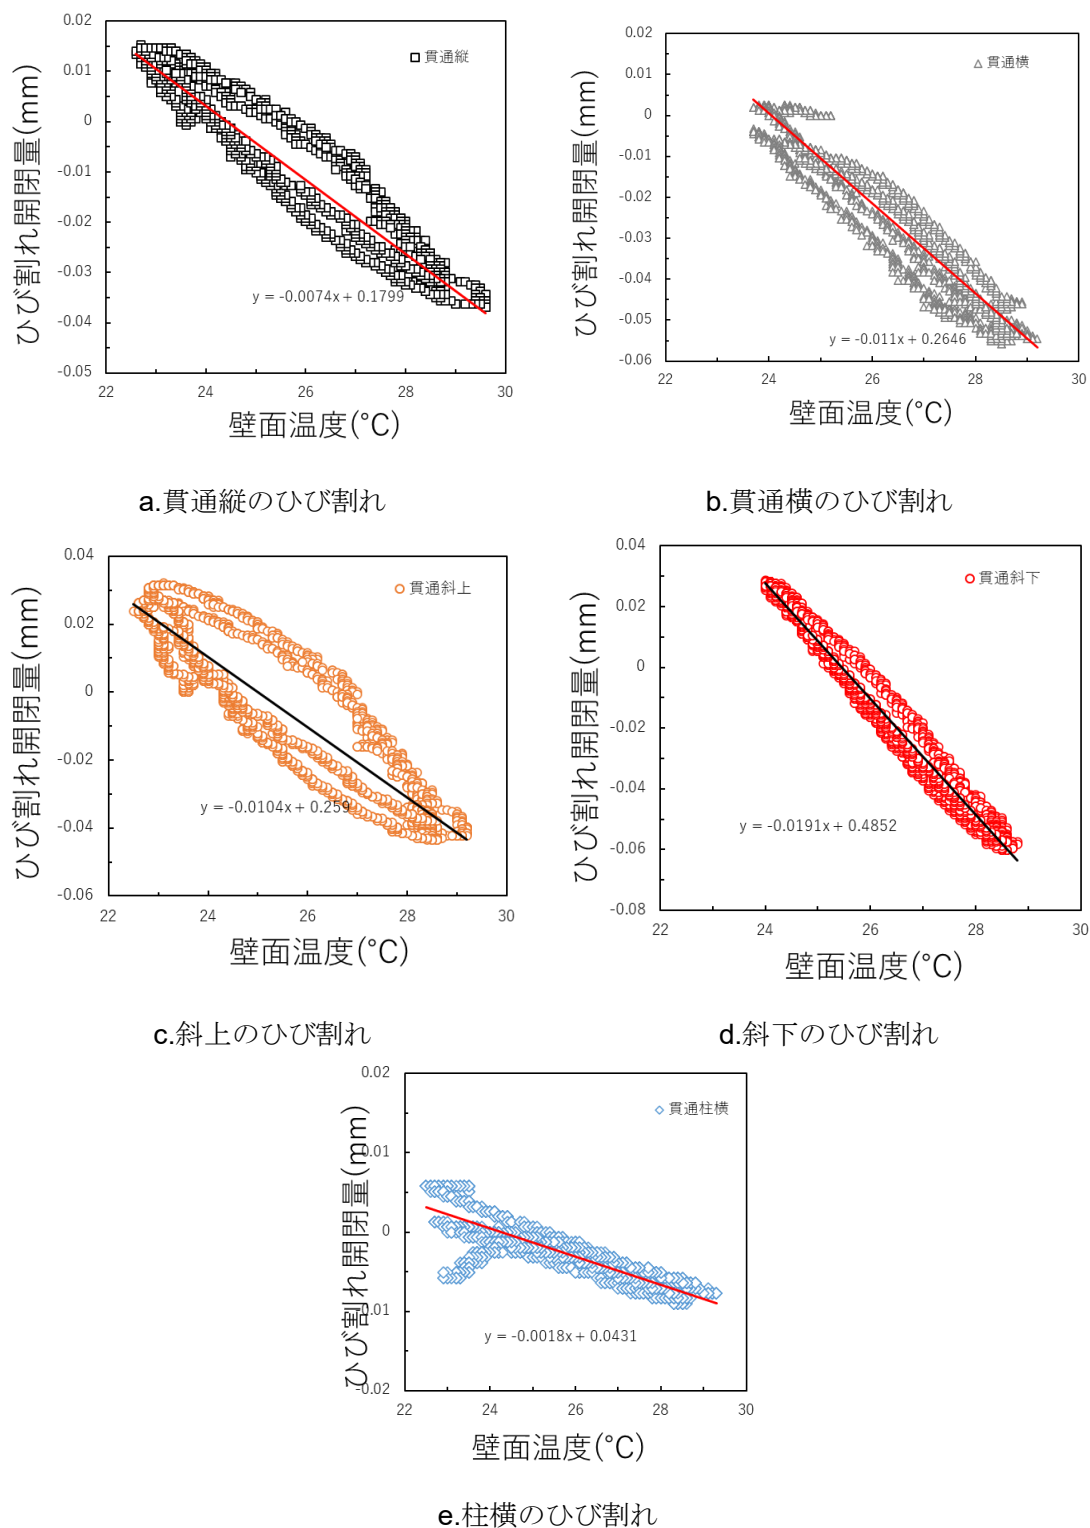 0.02
0.01
0
-0.01
-0.02
-0.03
-0.04
-0.05
22
24
26
28
30
ひび割れ開閉量(mm)
貫通縦
y = -0.0074x + 0.1799
壁面温度(°C)
a.貫通縦のひび割れ
0.02
0.01
0
-0.01
-0.02
-0.03
-0.04
-0.05
-0.06
22
24
26
28
30
ひび割れ開閉量(mm)
貫通横
y = -0.011x + 0.2646
壁面温度(°C)
b.貫通横のひび割れ
0.04
0.02
0
-0.02
-0.04
-0.06
22
24
26
28
30
ひび割れ開閉量(mm)
貫通斜上
y = -0.0104x + 0.259
壁面温度(°C)
c.斜上のひび割れ
0.04
0.02
0
-0.02
-0.04
-0.06
-0.08
22
24
26
28
30
ひび割れ開閉量(mm)
貫通斜下
y = -0.0191x + 0.4852
壁面温度(°C)
d.斜下のひび割れ
0.02
0.01
0
-0.01
-0.02
22
24
26
28
30
ひび割れ開閉量(mm)
貫通柱横
y = -0.0018x + 0.0431
壁面温度(°C)
e.柱横のひび割れ